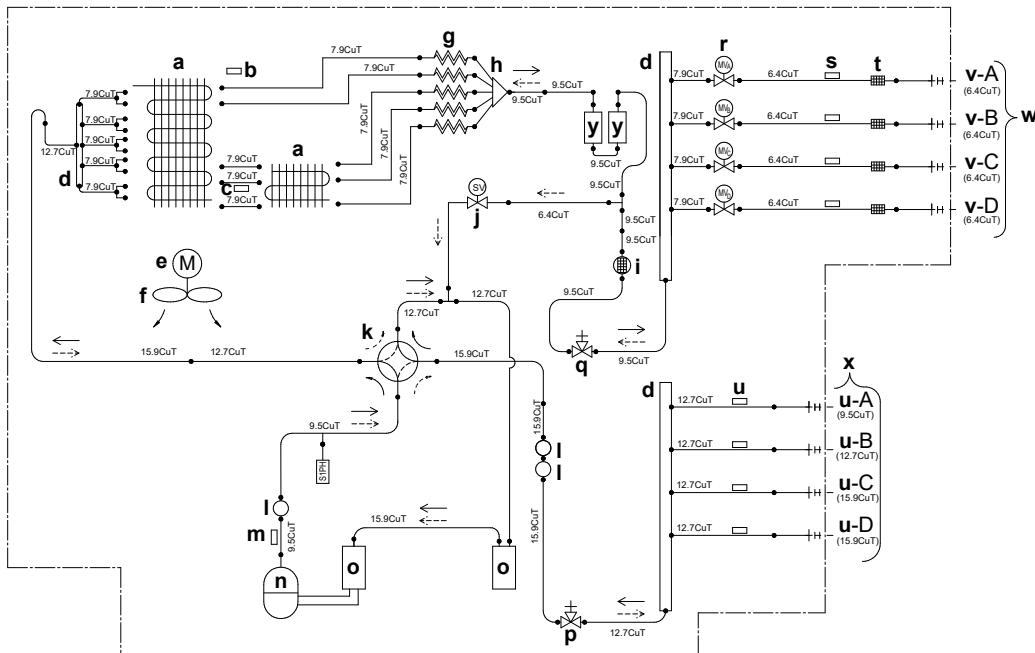 a
b
7.9CuT
7.9CuT
7.9CuT
7.9CuT
7.9CuT
7.9CuT
g
h
9.5CuT
9.5CuT
y
y
9.5CuT
d
r
s
t
7.9CuT
MVA
6.4CuT
v-A
(6.4CuT)
7.9CuT
MVB
6.4CuT
v-B
(6.4CuT)
w
7.9CuT
MVC
6.4CuT
v-C
(6.4CuT)
7.9CuT
MVD
6.4CuT
v-D
(6.4CuT)
7.9CuT
7.9CuT
7.9CuT
12.7CuT
d
7.9CuT
7.9CuT
c
7.9CuT
a
SV
j
6.4CuT
9.5CuT
9.5CuT
9.5CuT
i
9.5CuT
q
9.5CuT
e
M
f
15.9CuT
12.7CuT
k
12.7CuT
15.9CuT
12.7CuT
9.5CuT
S1PH
l
m
9.5CuT
n
15.9CuT
o
o
15.9CuT
l
l
15.9CuT
p
12.7CuT
d
u
x
12.7CuT
u-A
(9.5CuT)
12.7CuT
u-B
(12.7CuT)
12.7CuT
u-C
(15.9CuT)
12.7CuT
u-D
(15.9CuT)